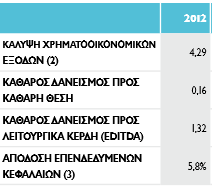 2012
ΚΑΛΥΨΗ ΧΡΗΜΑΤΟΟΙΚΟΝΟΜΙΚΩΝ
ΕΞΟΔΩΝ (2)
4,29
ΚΑΘΑΡΟΣ ΔΑΝΕΙΣΜΟΣ ΠΡΟΣ
ΚΑΘΑΡΗ ΘΕΣΗ
0,16
ΚΑΘΑΡΟΣ ΔΑΝΕΙΣΜΟΣ ΠΡΟΣ
ΛΕΙΤΟΥΡΓΙΚΑ ΚΕΡΔΗ (EDITDA)
1,32
ΑΠΟΔΟΣΗ ΕΠΕΝΔΕΔΥΜΕΝΩΝ
ΚΕΦΑΛΑΙΩΝ (3)
5,8%